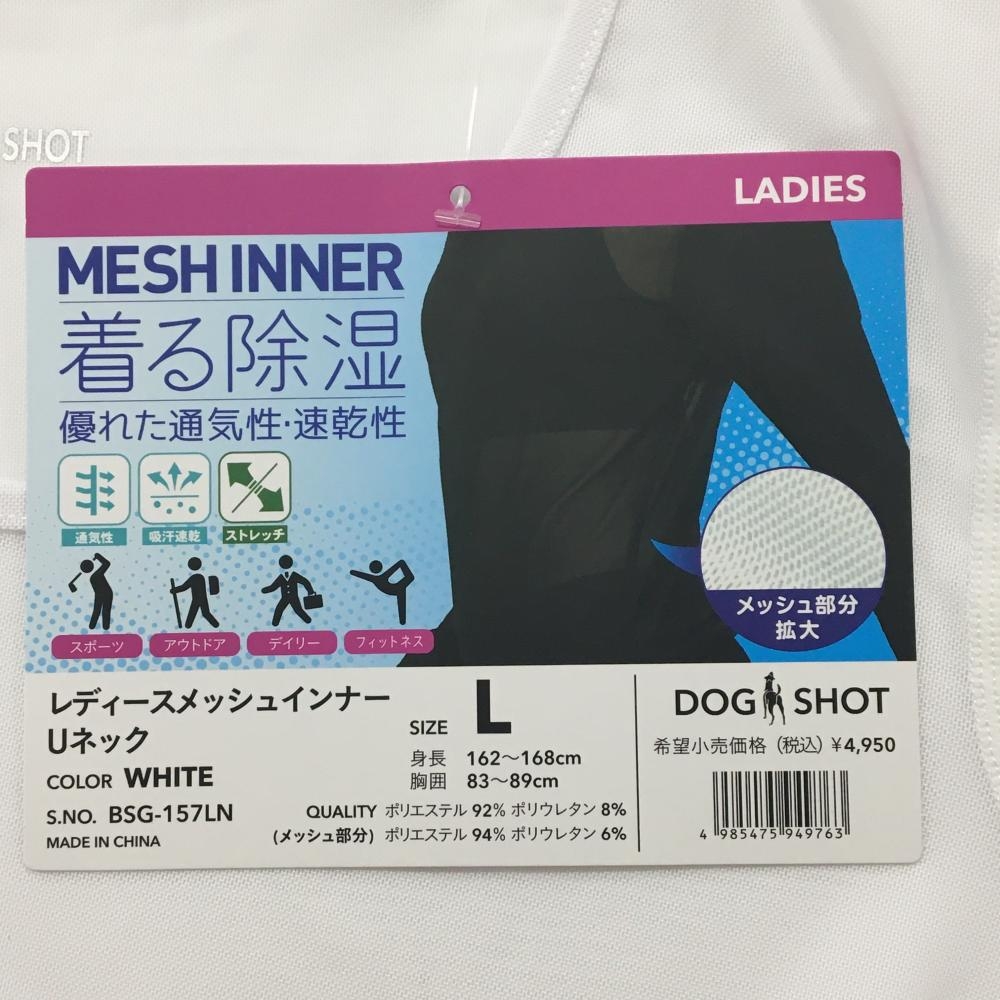 SHOT
LADIES
MESH INNER
着る除湿
優れた通気性・速乾性
通気性 吸汗速乾 ストレッチ
スポーツ アウトドア デイリー フィットネス
メッシュ部分
拡大
レディースメッシュインナー
Uネック
COLOR WHITE
S.NO. BSG-157LN
MADE IN CHINA
SIZE L
身長 162～168cm
胸囲 83～89cm
QUALITY ポリエステル 92% ポリウレタン 8%
(メッシュ部分) ポリエステル 94% ポリウレタン 6%
DOG SHOT
希望小売価格（税込）¥4,950
4 985475 949763